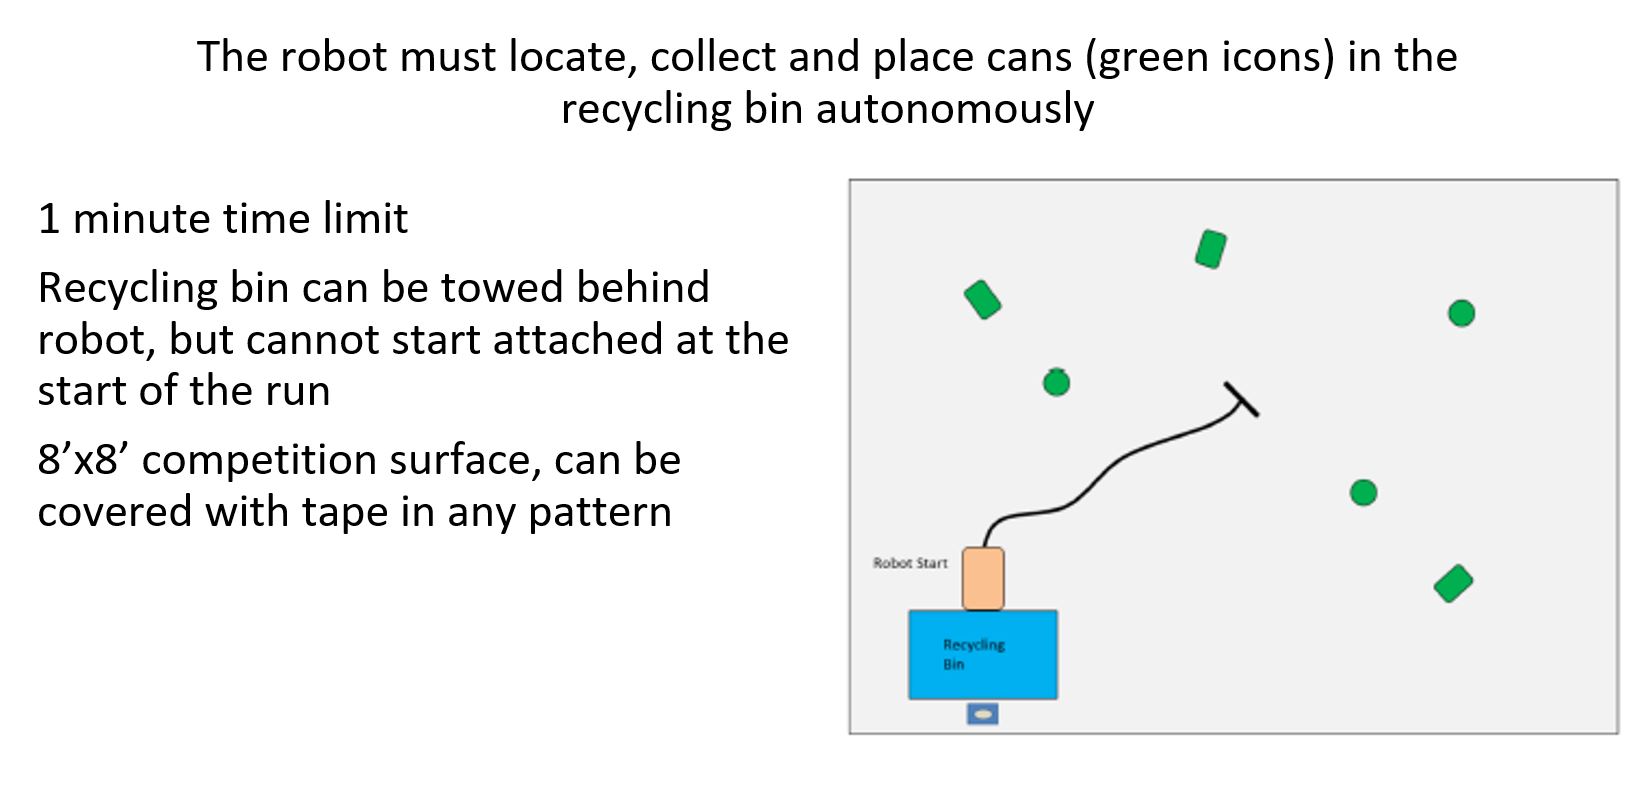 The robot must locate, collect and place cans (green icons) in the
recycling bin autonomously
1 minute time limit
Recycling bin can be towed behind
robot, but cannot start attached at the
start of the run
8’x8’ competition surface, can be
covered with tape in any pattern
Robot Start
Recycling
Bin